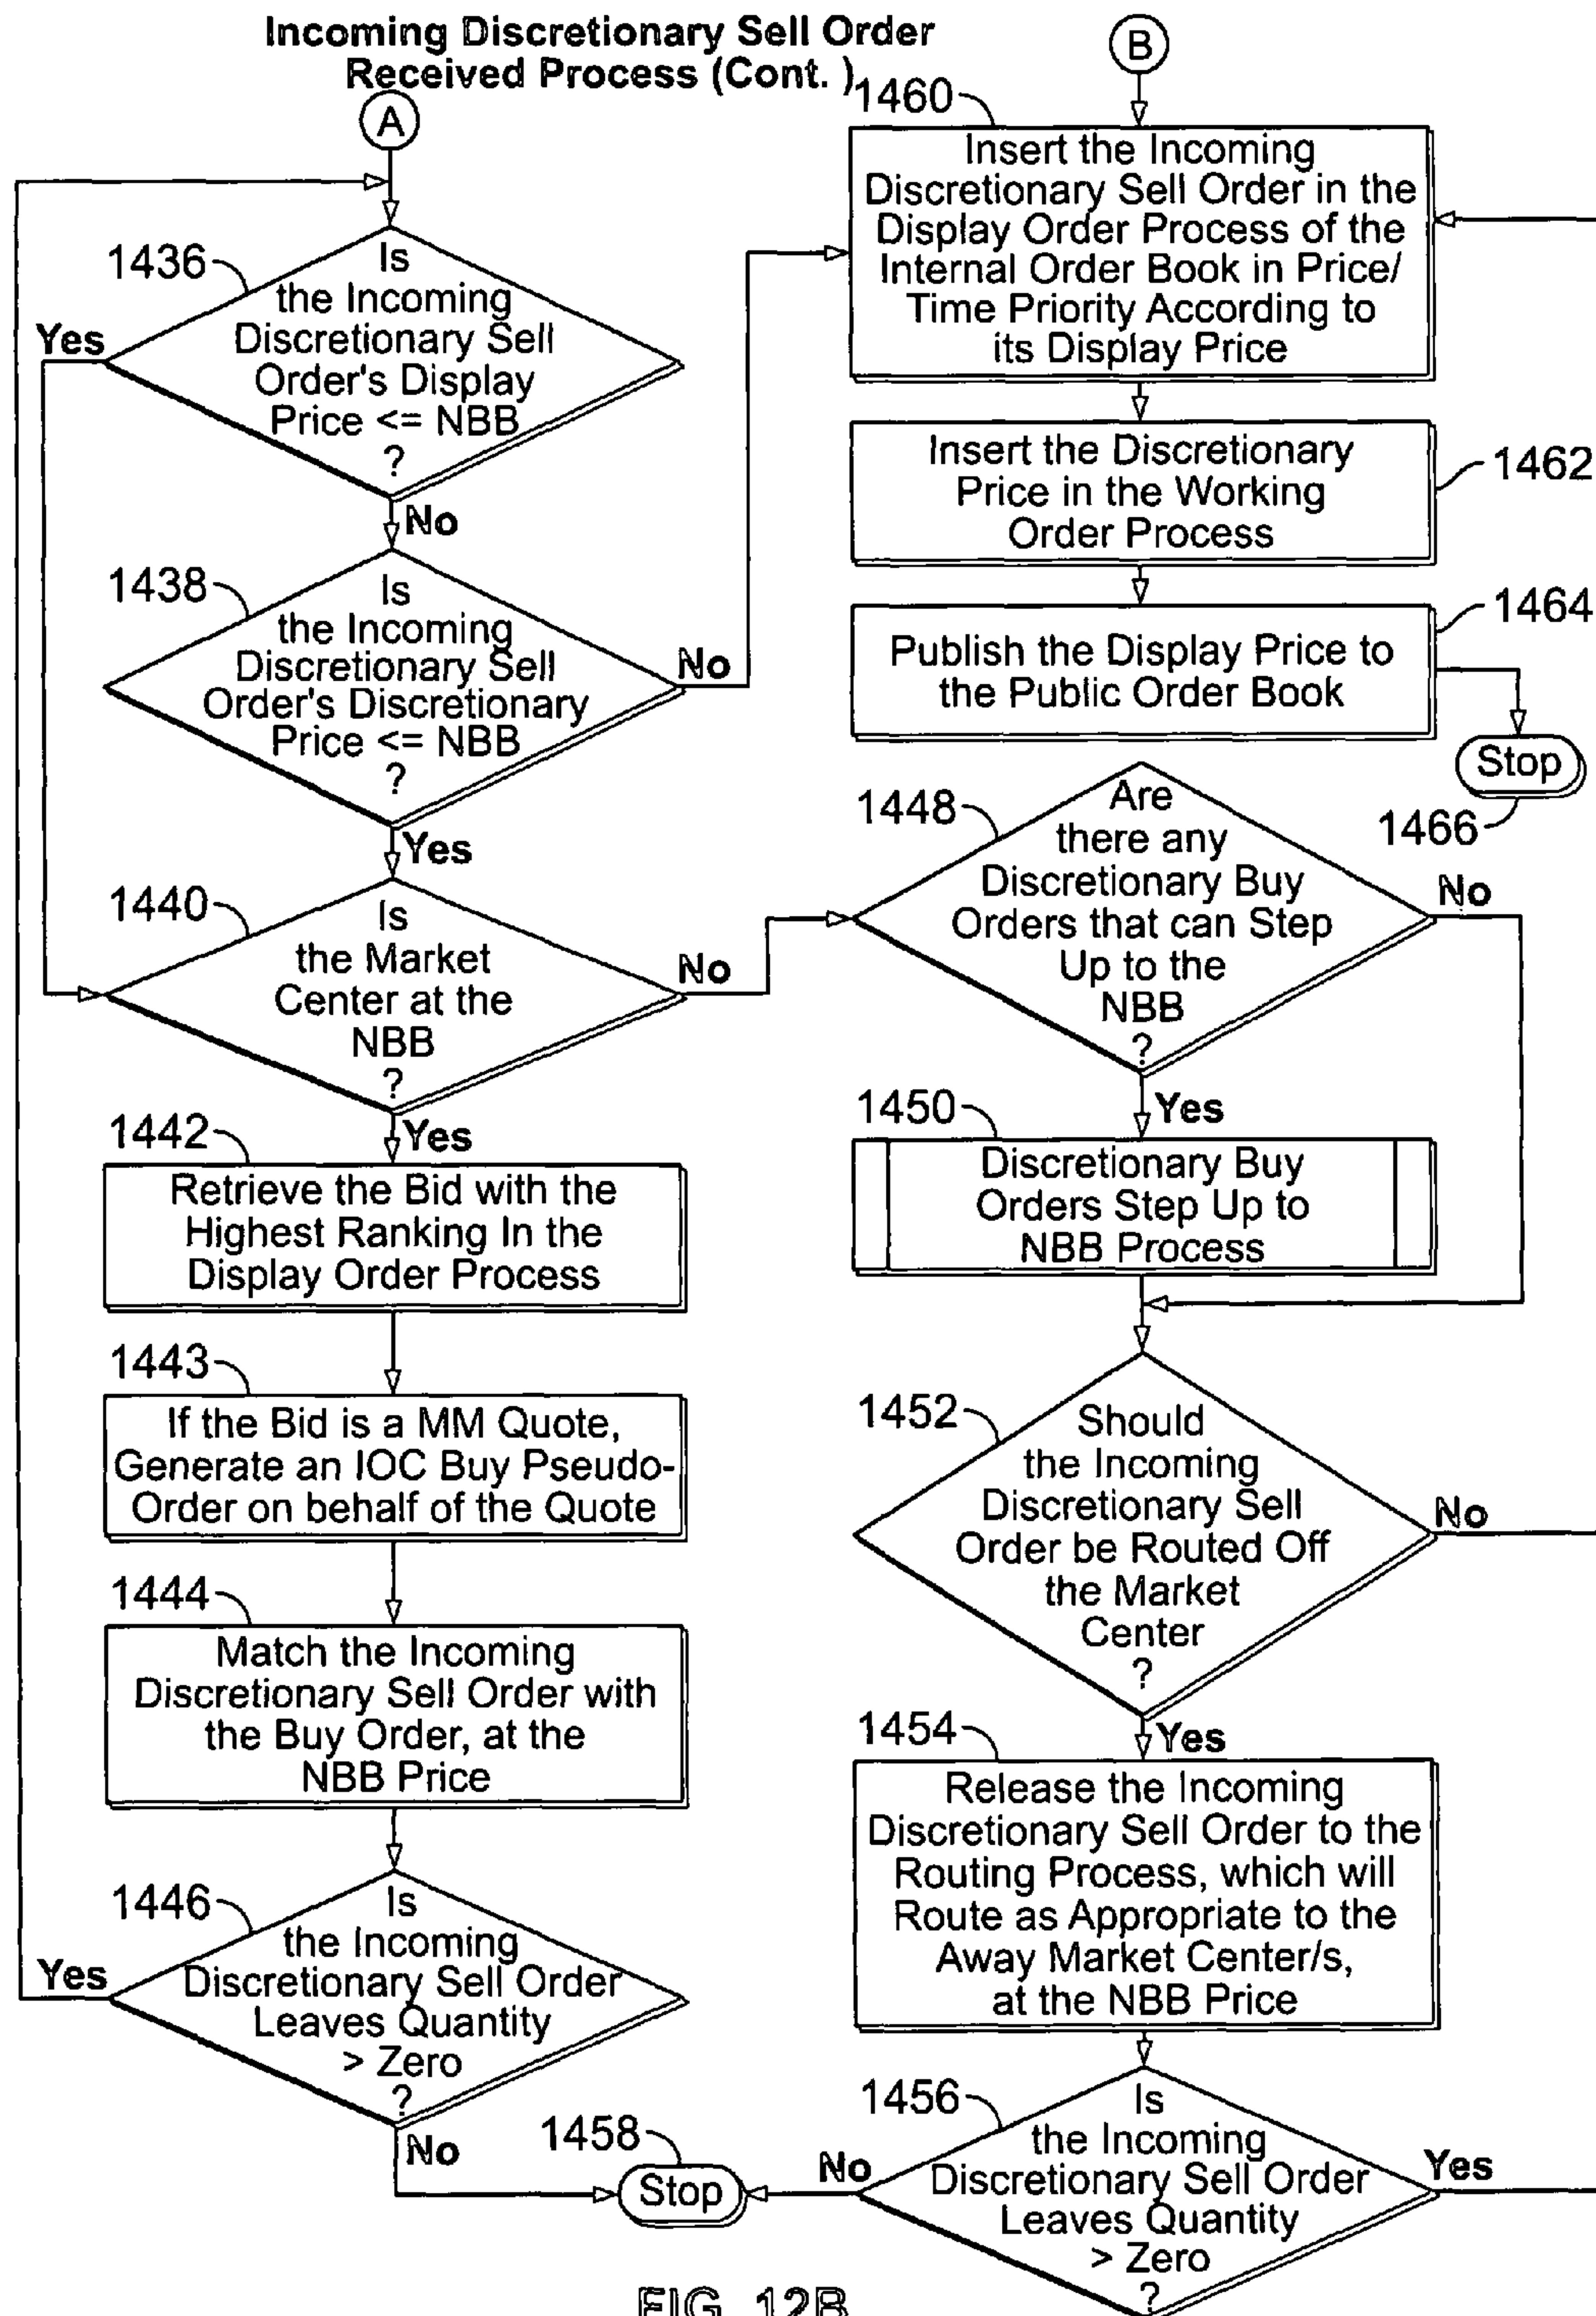 Incoming Discretionary Sell Order
Received Process (Cont. )
A
1436
Is
the Incoming
Discretionary Sell
Order's Display
Price <= NBB
?
Yes
No
1438
Is
the Incoming
Discretionary Sell
Order's Discretionary
Price <= NBB
?
No
Yes
1440
Is
the Market
Center at the
NBB
?
No
Yes
1442
Retrieve the Bid with the
Highest Ranking In the
Display Order Process
1443
If the Bid is a MM Quote,
Generate an IOC Buy Pseudo-
Order on behalf of the Quote
1444
Match the Incoming
Discretionary Sell Order with
the Buy Order, at the
NBB Price
1446
Is
the Incoming
Discretionary Sell Order
Leaves Quantity
> Zero
?
Yes
No
1458
Stop
B
1460
Insert the Incoming
Discretionary Sell Order in the
Display Order Process of the
Internal Order Book in Price/
Time Priority According to
its Display Price
Insert the Discretionary
Price in the Working
Order Process
1462
Publish the Display Price to
the Public Order Book
1464
Stop
1466
1448
Are
there any
Discretionary Buy
Orders that can Step
Up to the
NBB
?
No
Yes
1450
Discretionary Buy
Orders Step Up to
NBB Process
1452
Should
the Incoming
Discretionary Sell
Order be Routed Off
the Market
Center
?
No
Yes
1454
Release the Incoming
Discretionary Sell Order to the
Routing Process, which will
Route as Appropriate to the
Away Market Center/s,
at the NBB Price
1456
Is
the Incoming
Discretionary Sell Order
Leaves Quantity
> Zero
?
No
Yes
FIG. 12B